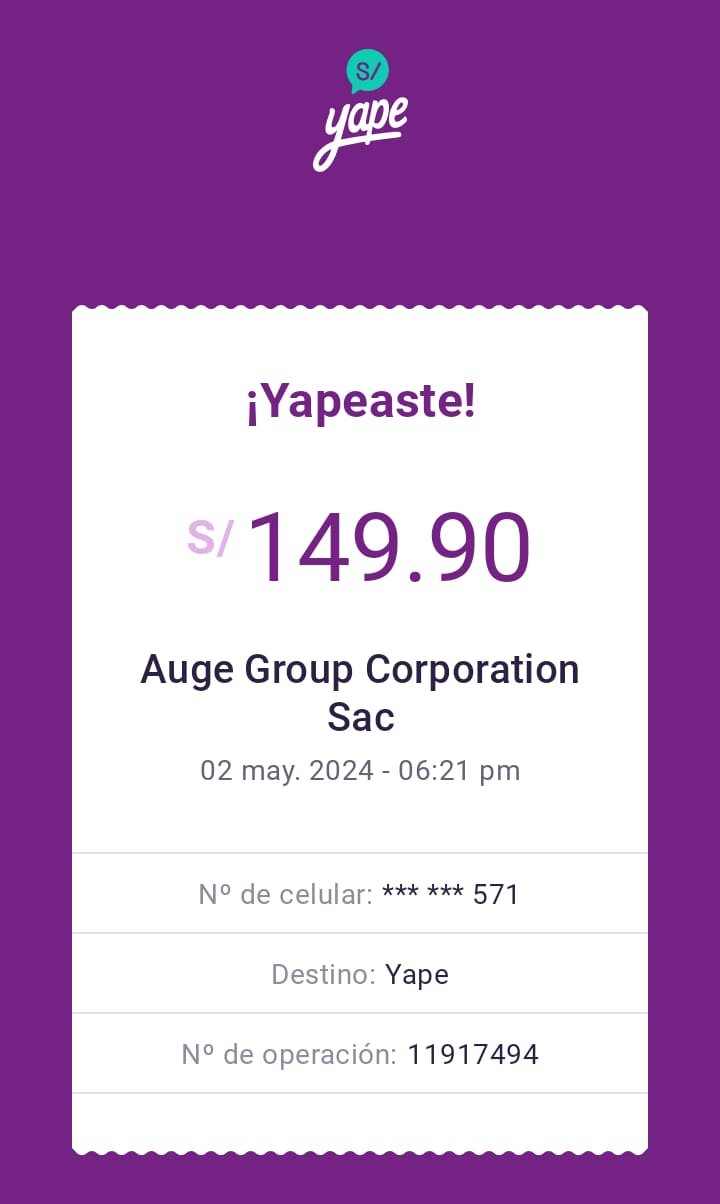 S/
yape
¡Yapeaste!
S/ 149.90
Auge Group Corporation
Sac
02 may. 2024 - 06:21 pm
Nº de celular: *** *** 571
Destino: Yape
Nº de operación: 11917494